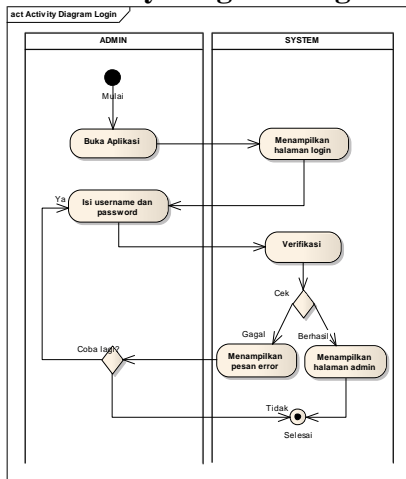 act Activity Diagram Login
ADMIN
SYSTEM
Mulai
Buka Aplikasi
Menampilkan
halaman login
Ya
Isi username dan
password
Verifikasi
Cek
Gagal
Berhasil
Coba lagi?
Menampilkan
pesan error
Menampilkan
halaman admin
Tidak
Selesai